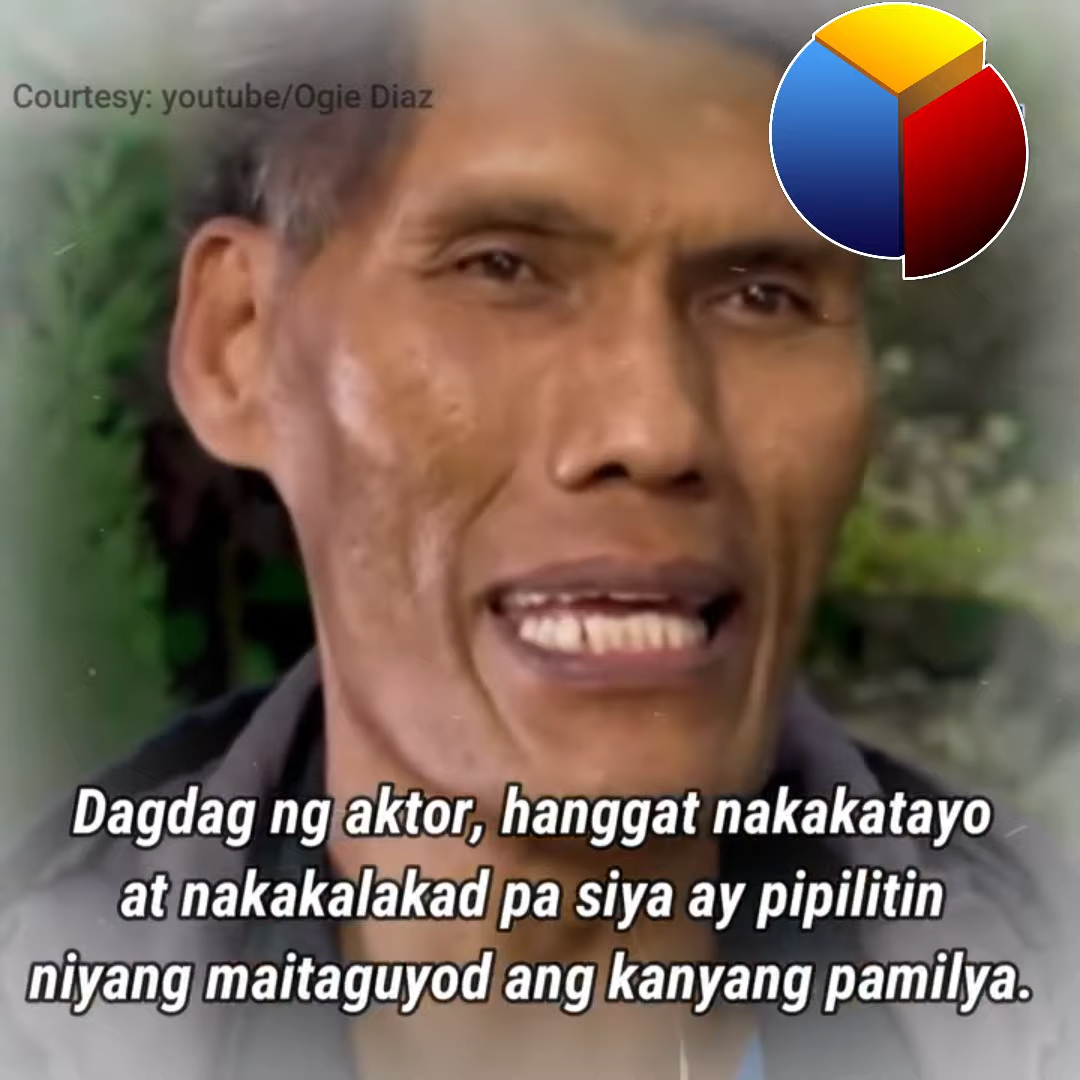 Courtesy: youtube/Ogie Diaz
Dagdag ng aktor, hanggat nakakatayo
at nakakalakad pa siya ay pipilitin
niyang maitaguyod ang kanyang pamilya.